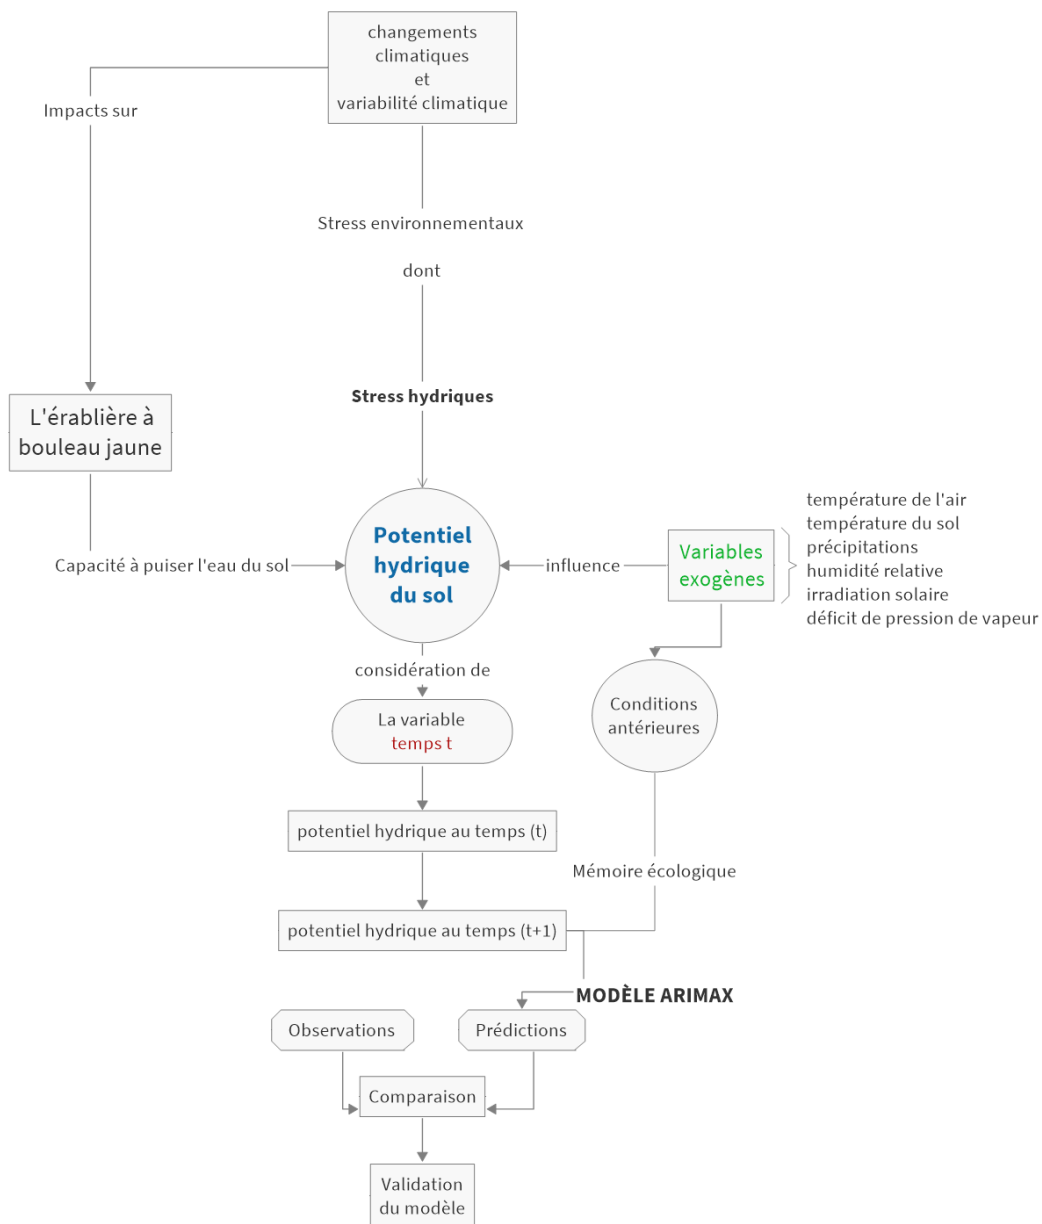 changements
climatiques
et
variabilité climatique
Impacts sur
Stress environnementaux
dont
Stress hydriques
L'érablière à
bouleau jaune
Capacité à puiser l'eau du sol
Potentiel
hydrique
du sol
influence
Variables
exogènes
température de l'air
température du sol
précipitations
humidité relative
irradiation solaire
déficit de pression de vapeur
considération de
La variable
temps t
Conditions
antérieures
potentiel hydrique au temps (t)
Mémoire écologique
potentiel hydrique au temps (t+1)
MODÈLE ARIMAX
Observations
Prédictions
Comparaison
Validation
du modèle